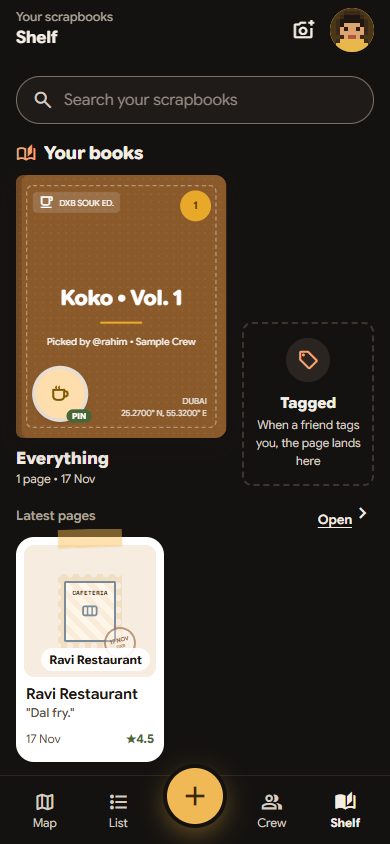 Your scrapbooks
Shelf
Search your scrapbooks
Your books
DXB SOUK ED.
1
Koko • Vol. 1
Picked by @rahim • Sample Crew
PIN
DUBAI
25.2700° N, 55.3200° E
Everything
1 page • 17 Nov
Tagged
When a friend tags
you, the page lands
here
Latest pages
Open
CAFETERIA
17 NOV
Ravi Restaurant
Ravi Restaurant
"Dal fry."
17 Nov
★4.5
Map
List
Crew
Shelf